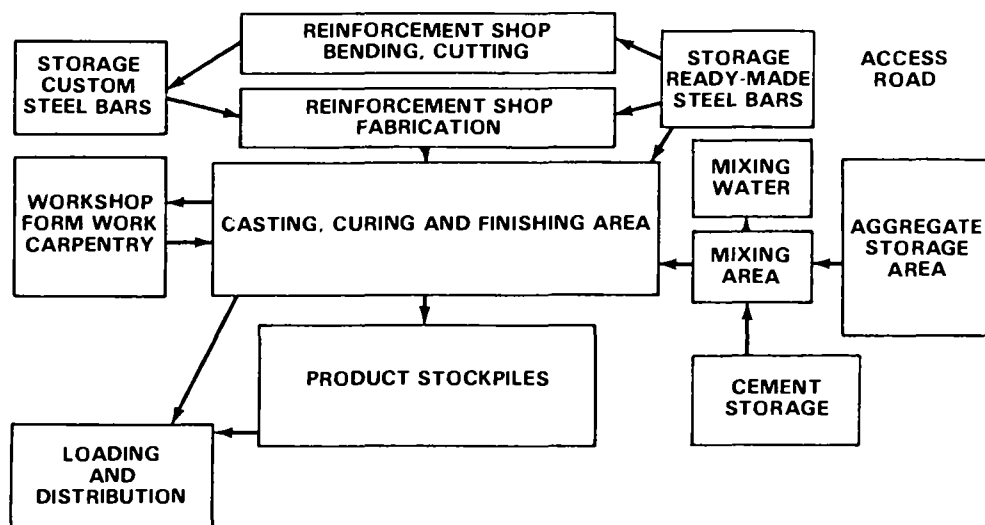 REINFORCEMENT SHOP
BENDING, CUTTING
STORAGE
CUSTOM
STEEL BARS
STORAGE
READY-MADE
STEEL BARS
ACCESS
ROAD
REINFORCEMENT SHOP
FABRICATION
WORKSHOP
FORM WORK
CARPENTRY
CASTING, CURING AND FINISHING AREA
MIXING
WATER
MIXING
AREA
AGGREGATE
STORAGE
AREA
PRODUCT STOCKPILES
CEMENT
STORAGE
LOADING
AND
DISTRIBUTION